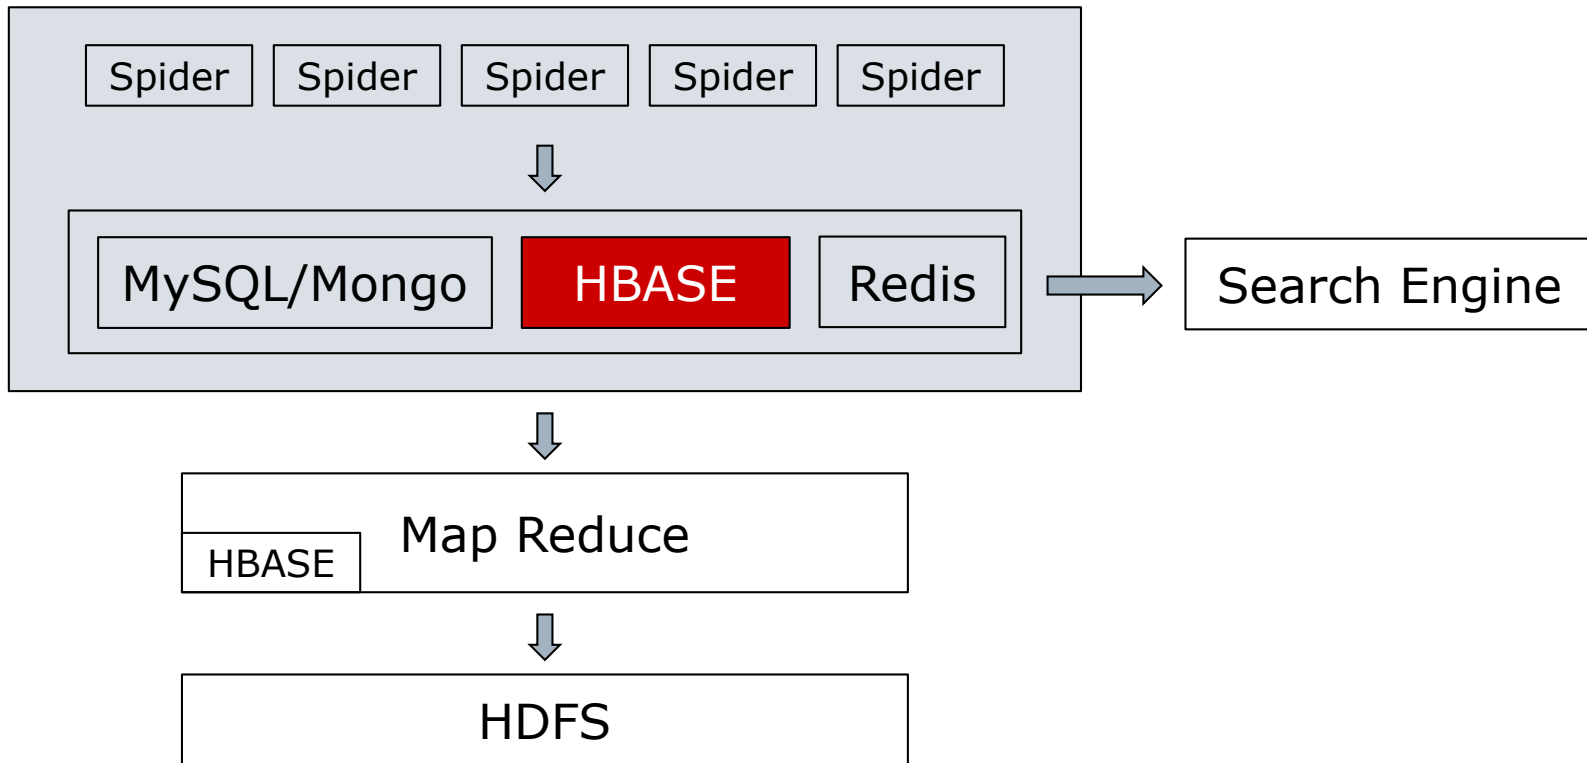 Spider Spider Spider Spider Spider
MySQL/Mongo HBASE Redis
Search Engine
Map Reduce
HBASE
HDFS